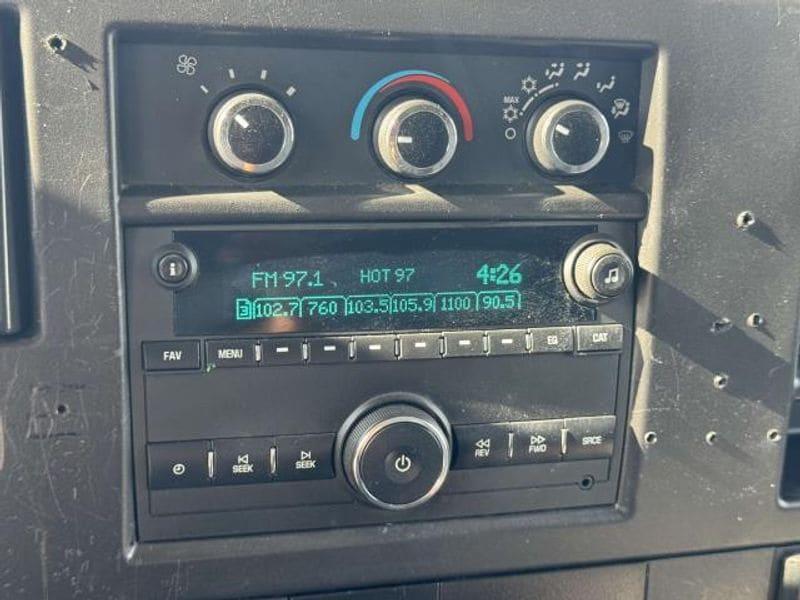 MAX
FM 97.1 HOT 97 4:26
3 102.7 760 103.5 105.9 1100 90.5
FAV MENU EQ CAT
SEEK SEEK REV FWD SRCE